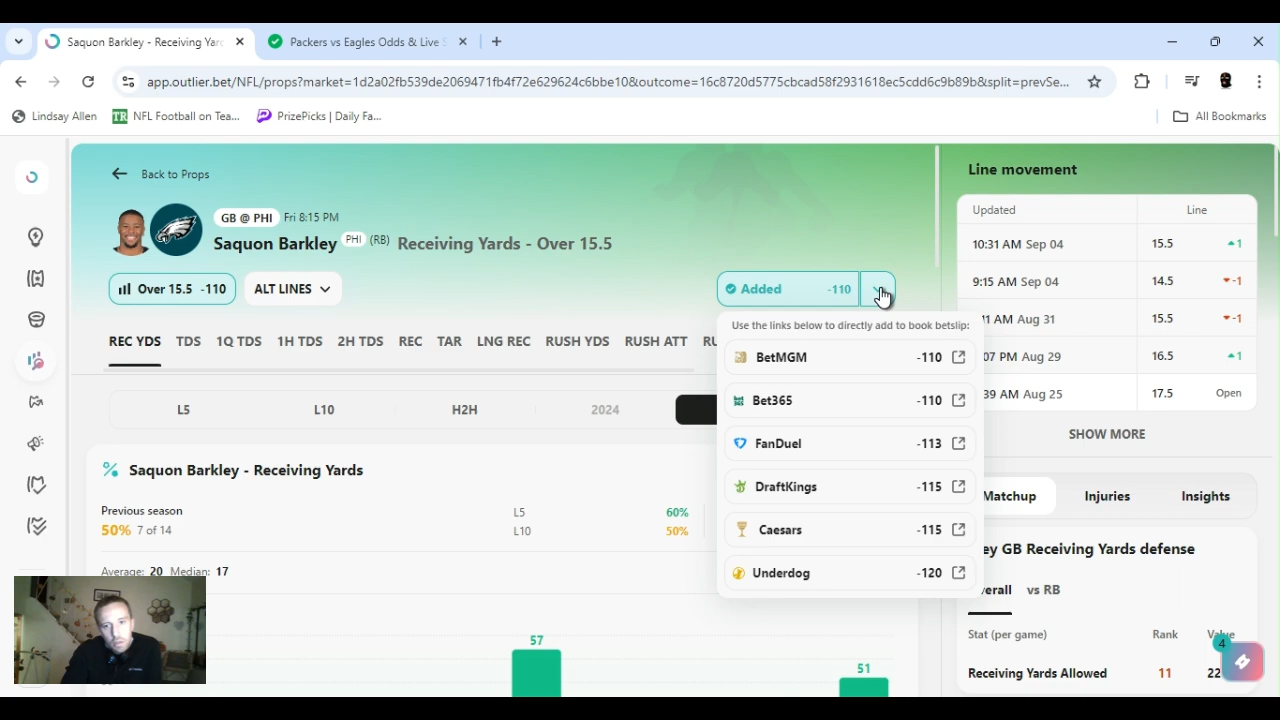 Saquon Barkley - Receiving Yar
Packers vs Eagles Odds & Live
app.outlier.bet/NFL/props?market=1d2a02fb539de2069471fb4f72e629624c6bbe10&outcome=16c8720d5775cbcad58f2931618ec5cdd6c9b89b&split=prevSe...
Lindsay Allen
TR NFL Football on Tea...
PrizePicks | Daily Fa...
All Bookmarks
Back to Props
GB @ PHI Fri 8:15 PM
Saquon Barkley PHI (RB) Receiving Yards - Over 15.5
Over 15.5 -110
ALT LINES
Added -110
Use the links below to directly add to book betslip:
BetMGM -110
Bet365 -110
FanDuel -113
DraftKings -115
Caesars -115
Underdog -120
REC YDS TDS 1Q TDS 1H TDS 2H TDS REC TAR LNG REC RUSH YDS RUSH ATT RU
L5 L10 H2H 2024
Saquon Barkley - Receiving Yards
Previous season
50% 7 of 14
L5 60%
L10 50%
Average: 20 Median: 17
57
51
Line movement
Updated Line
10:31 AM Sep 04 15.5 1
9:15 AM Sep 04 14.5 -1
11 AM Aug 31 15.5 -1
07 PM Aug 29 16.5 1
39 AM Aug 25 17.5 Open
SHOW MORE
Matchup Injuries Insights
ey GB Receiving Yards defense
verall vs RB
Stat (per game) Rank Value
Receiving Yards Allowed 11 22
4